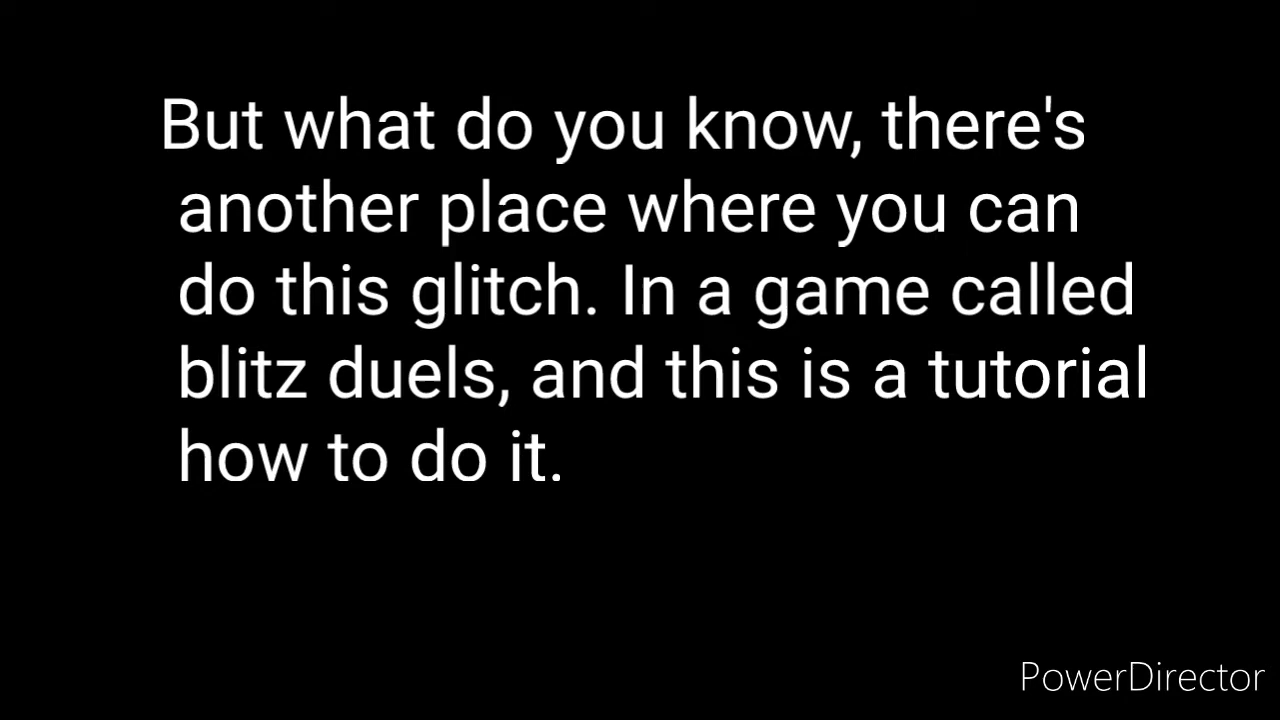 But what do you know, there's
another place where you can
do this glitch. In a game called
blitz duels, and this is a tutorial
how to do it.
PowerDirector